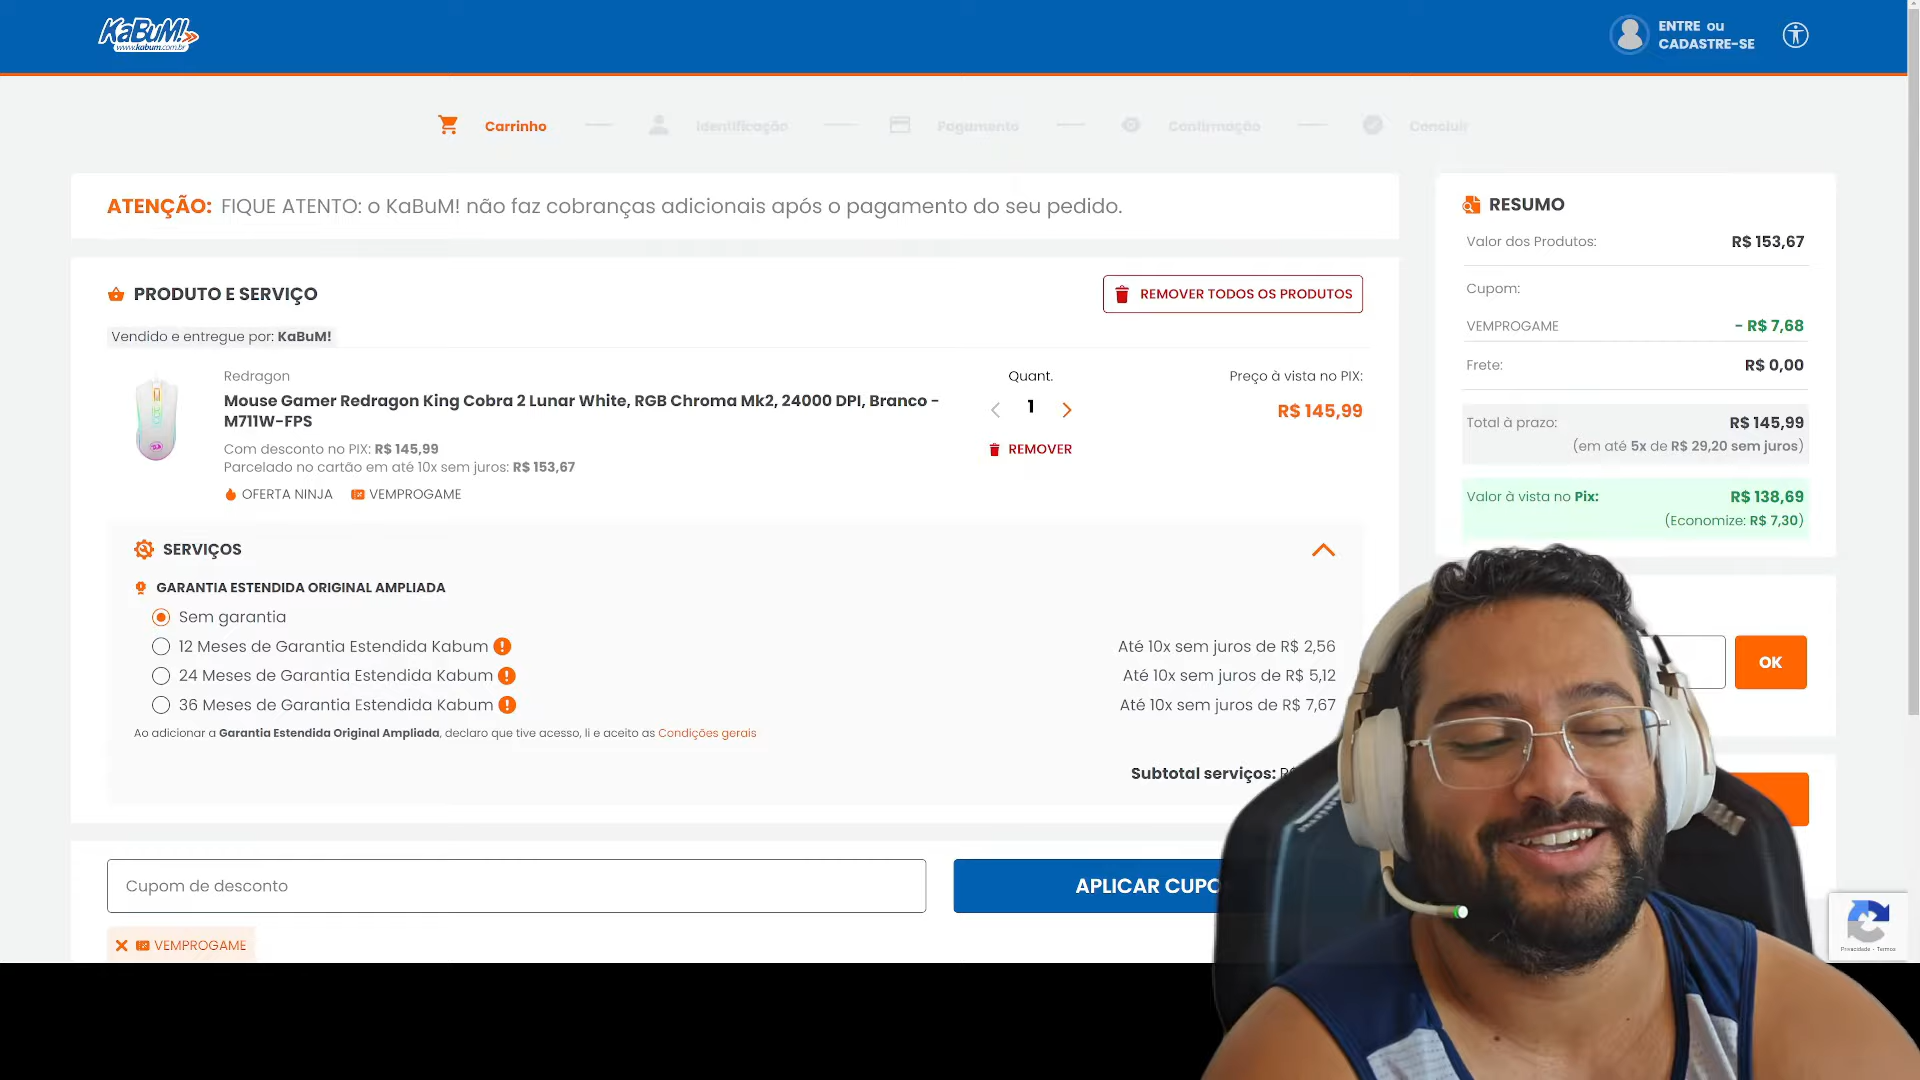 KaBuM!
www.kabum.com.br
ENTRE ou
CADASTRE-SE
Carrinho
Identificação
Pagamento
Confirmação
Concluir
ATENÇÃO: FIQUE ATENTO: o KaBuM! não faz cobranças adicionais após o pagamento do seu pedido.
PRODUTO E SERVIÇO
REMOVER TODOS OS PRODUTOS
Vendido e entregue por: KaBuM!
Redragon
Mouse Gamer Redragon King Cobra 2 Lunar White, RGB Chroma Mk2, 24000 DPI, Branco -
M711W-FPS
Com desconto no PIX: R$ 145,99
Parcelado no cartão em até 10x sem juros: R$ 153,67
OFERTA NINJA VEMPROGAME
Quant.
1
REMOVER
Preço à vista no PIX:
R$ 145,99
SERVIÇOS
GARANTIA ESTENDIDA ORIGINAL AMPLIADA
Sem garantia
12 Meses de Garantia Estendida Kabum Até 10x sem juros de R$ 2,56
24 Meses de Garantia Estendida Kabum Até 10x sem juros de R$ 5,12
36 Meses de Garantia Estendida Kabum Até 10x sem juros de R$ 7,67
Ao adicionar a Garantia Estendida Original Ampliada, declaro que tive acesso, li e aceito as Condições gerais
Subtotal serviços:
Cupom de desconto
APLICAR CUPO
VEMPROGAME
RESUMO
Valor dos Produtos: R$ 153,67
Cupom:
VEMPROGAME - R$ 7,68
Frete: R$ 0,00
Total à prazo: R$ 145,99
(em até 5x de R$ 29,20 sem juros)
Valor à vista no Pix: R$ 138,69
(Economize: R$ 7,30)
OK
Privacidade - Termos